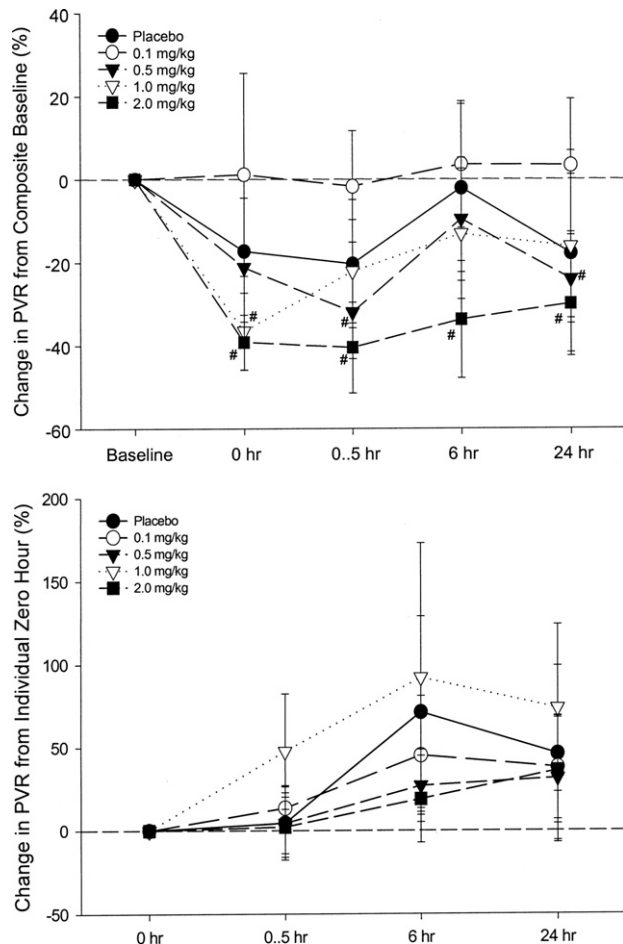 Change in PVR from Composite Baseline (%)
40
20
0
-20
-40
-60
Placebo
0.1 mg/kg
0.5 mg/kg
1.0 mg/kg
2.0 mg/kg
#
#
#
#
#
#
#
Baseline
0 hr
0..5 hr
6 hr
24 hr
Change in PVR from Individual Zero Hour (%)
200
150
100
50
0
-50
Placebo
0.1 mg/kg
0.5 mg/kg
1.0 mg/kg
2.0 mg/kg
0 hr
0..5 hr
6 hr
24 hr